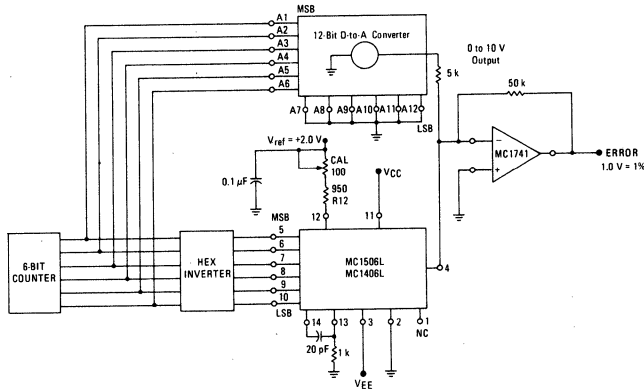 MSB
A1
A2
A3
A4
A5
A6
12-Bit D-to-A Converter
A7 A8 A9 A10 A11 A12
LSB
0 to 10 V
Output
5 k
50 k
MC1741
−
+
ERROR
1.0 V = 1%
Vref = +2.0 V
CAL
100
0.1 μF
950
R12
VCC
12
11
MSB
5
6
7
8
9
10
LSB
6-BIT
COUNTER
HEX
INVERTER
MC1506L
MC1406L
4
14 13 3 2 1
NC
20 pF
1 k
VEE